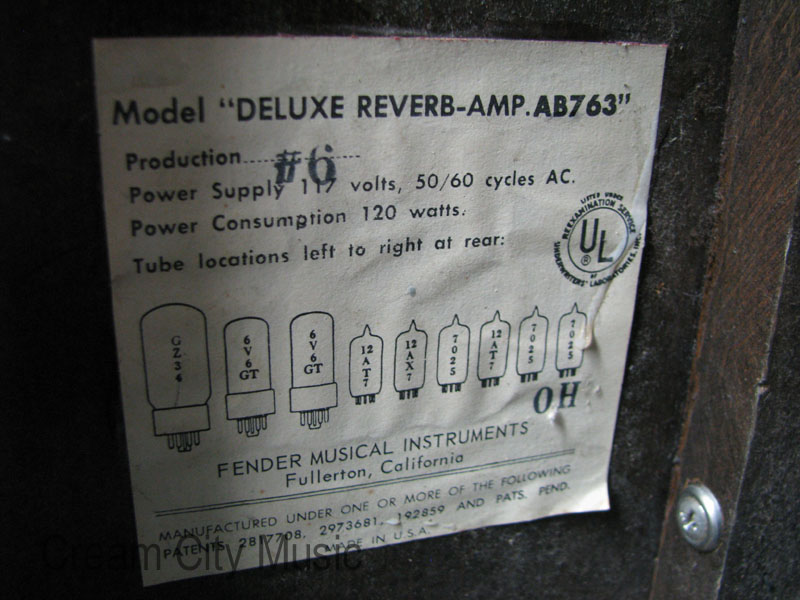 Model "DELUXE REVERB-AMP. AB763"
Production #6
Power Supply 117 volts, 50/60 cycles AC.
Power Consumption 120 watts.
Tube locations left to right at rear:
LISTED UNDER
REEXAMINATION SERVICE
UL ®
OF
UNDERWRITERS' LABORATORIES, INC.
GZ34 6V6GT 6V6GT 12AT7 12AX7 7025 12AT7 7025 7025
OH
FENDER MUSICAL INSTRUMENTS
Fullerton, California
MANUFACTURED UNDER ONE OR MORE OF THE FOLLOWING
PATENTS, 2817708, 2973681, 192859 AND PATS. PEND.
MADE IN U.S.A.
Cream City Music